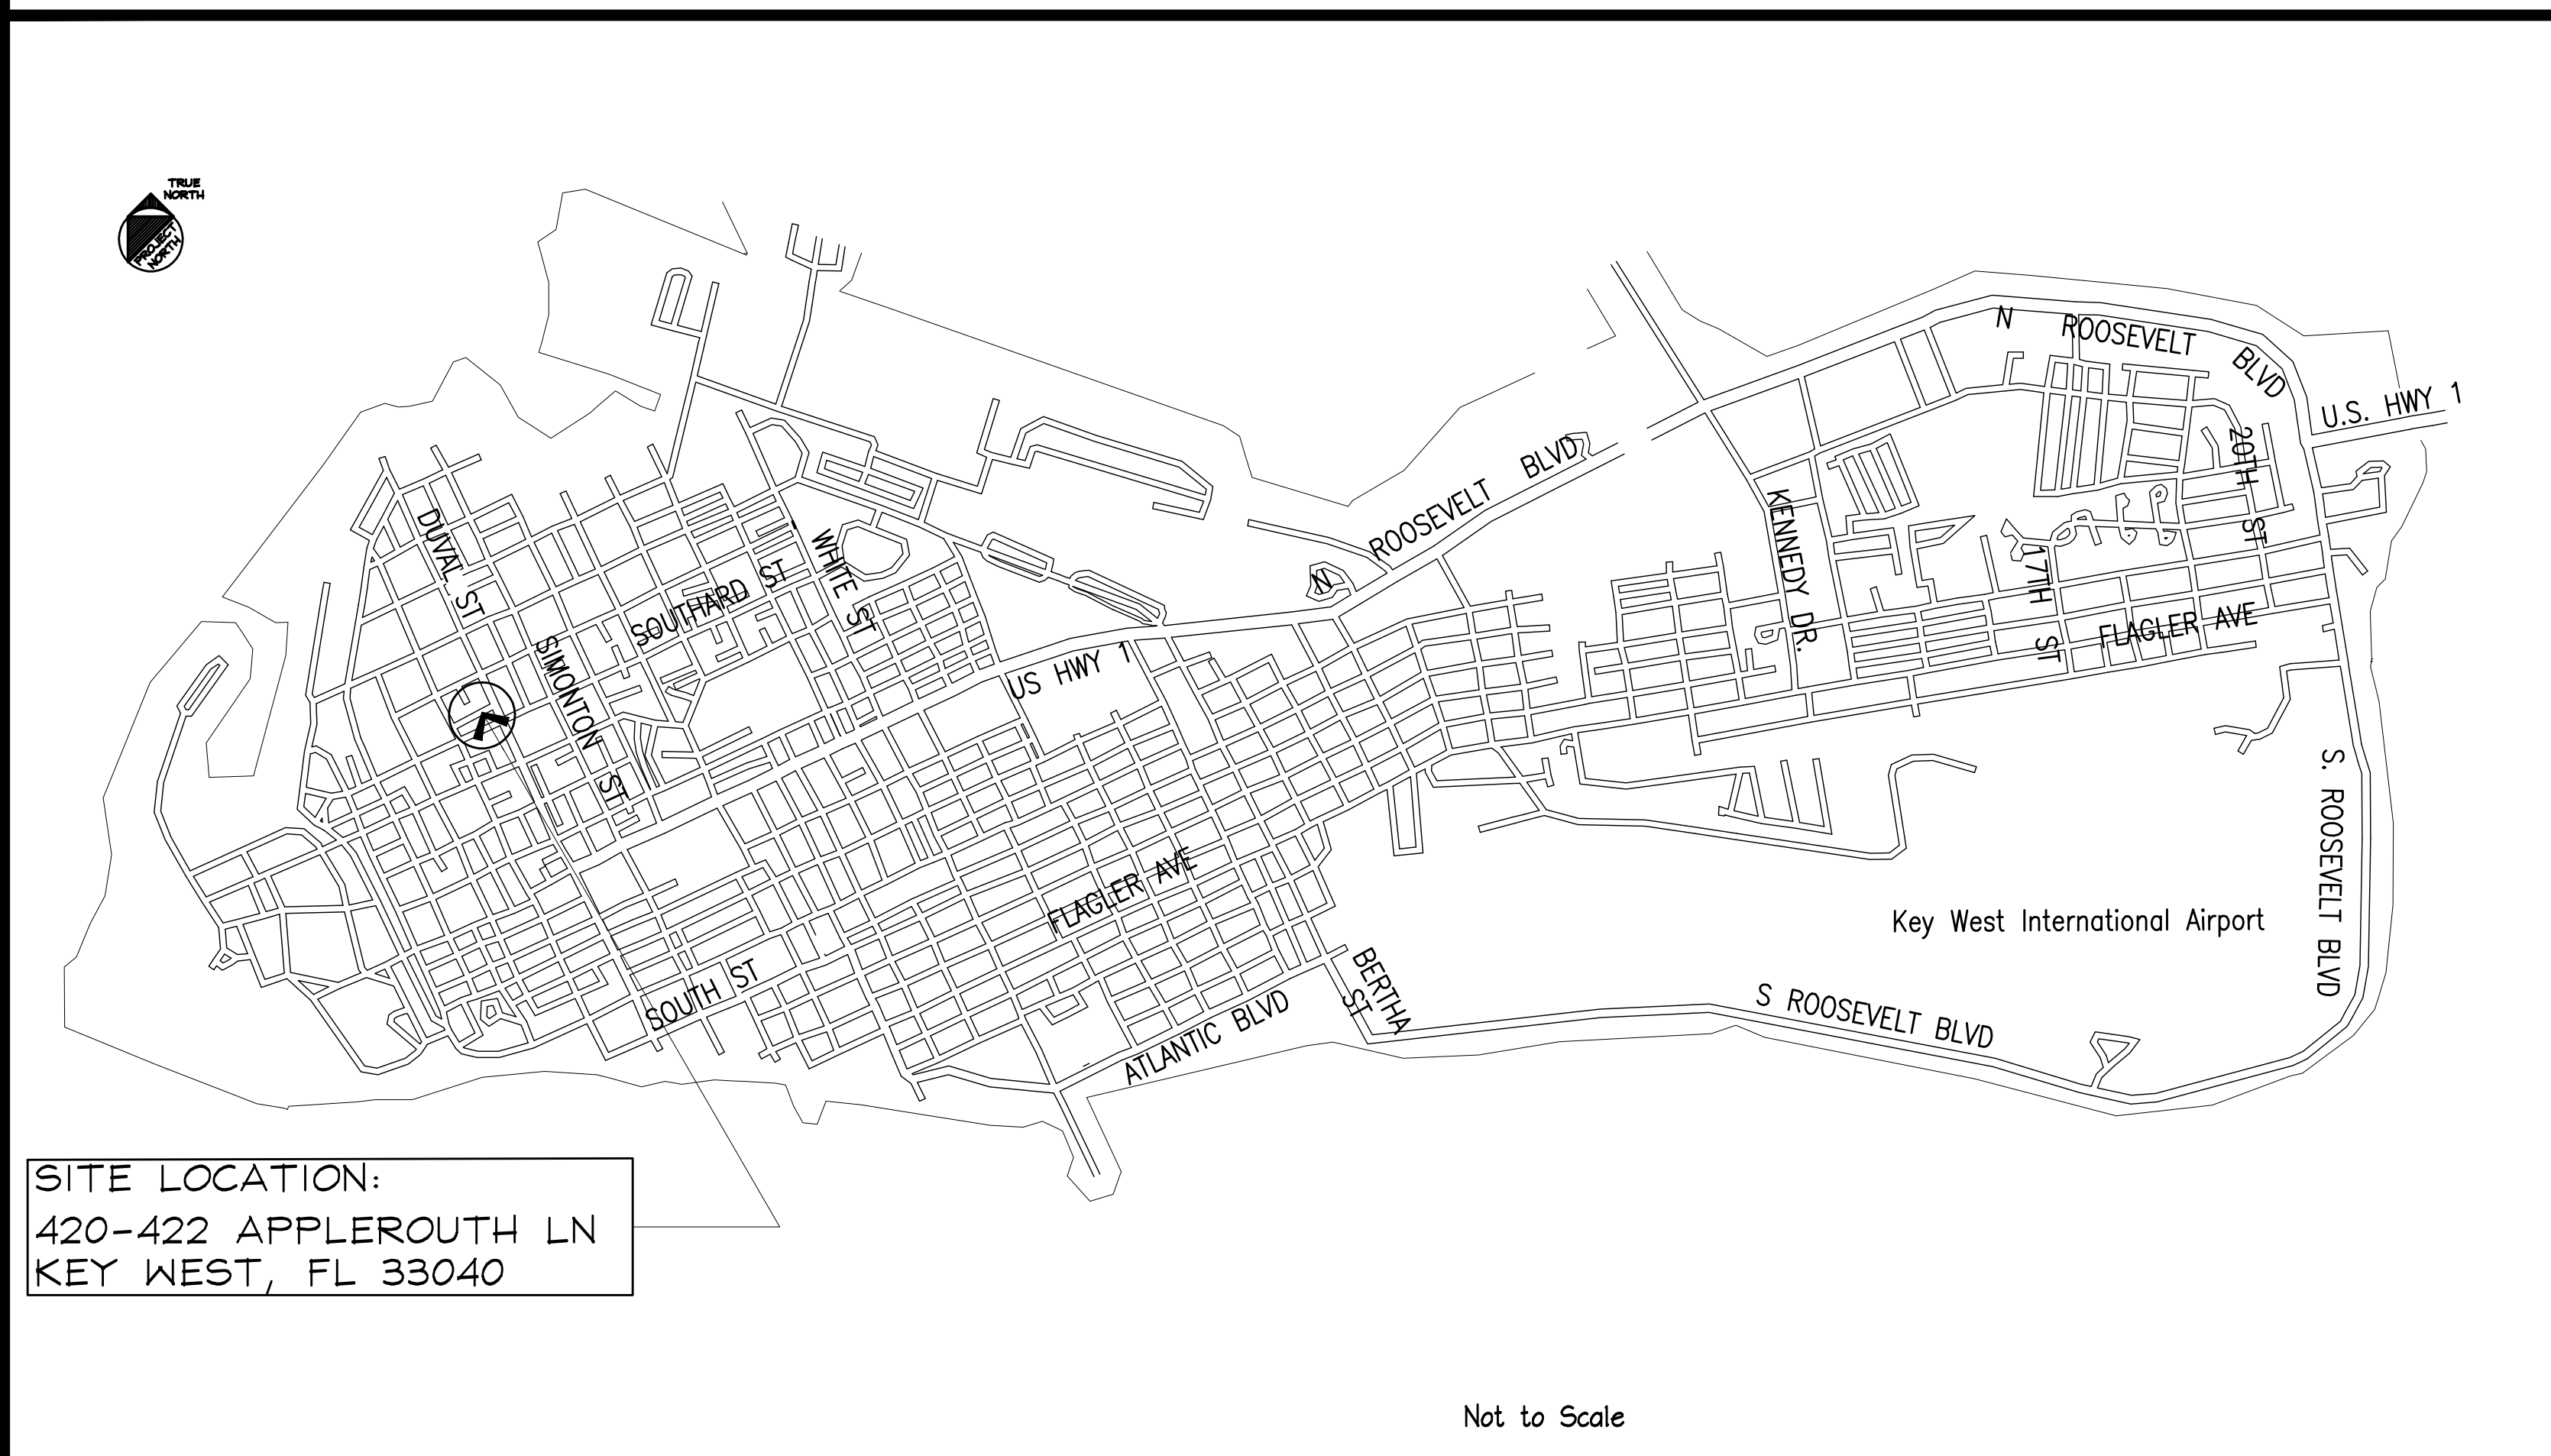 TRUE
NORTH
PROJECT
NORTH
N ROOSEVELT BLVD
U.S. HWY 1
20TH ST
N ROOSEVELT BLVD
KENNEDY DR.
DUVAL ST
WHITE ST
SOUTHARD ST
17TH ST
FLAGLER AVE
SIMONTON ST
US HWY 1
S. ROOSEVELT BLVD
FLAGLER AVE
Key West International Airport
SOUTH ST
BERTHA
ST
ATLANTIC BLVD
S ROOSEVELT BLVD
SITE LOCATION:
420-422 APPLEROUTH LN
KEY WEST, FL 33040
Not to Scale